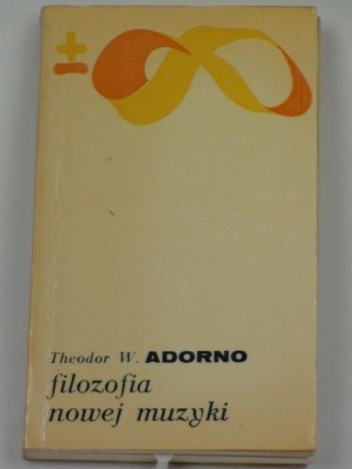 ±∞
Theodor W. ADORNO
filozofia
nowej muzyki